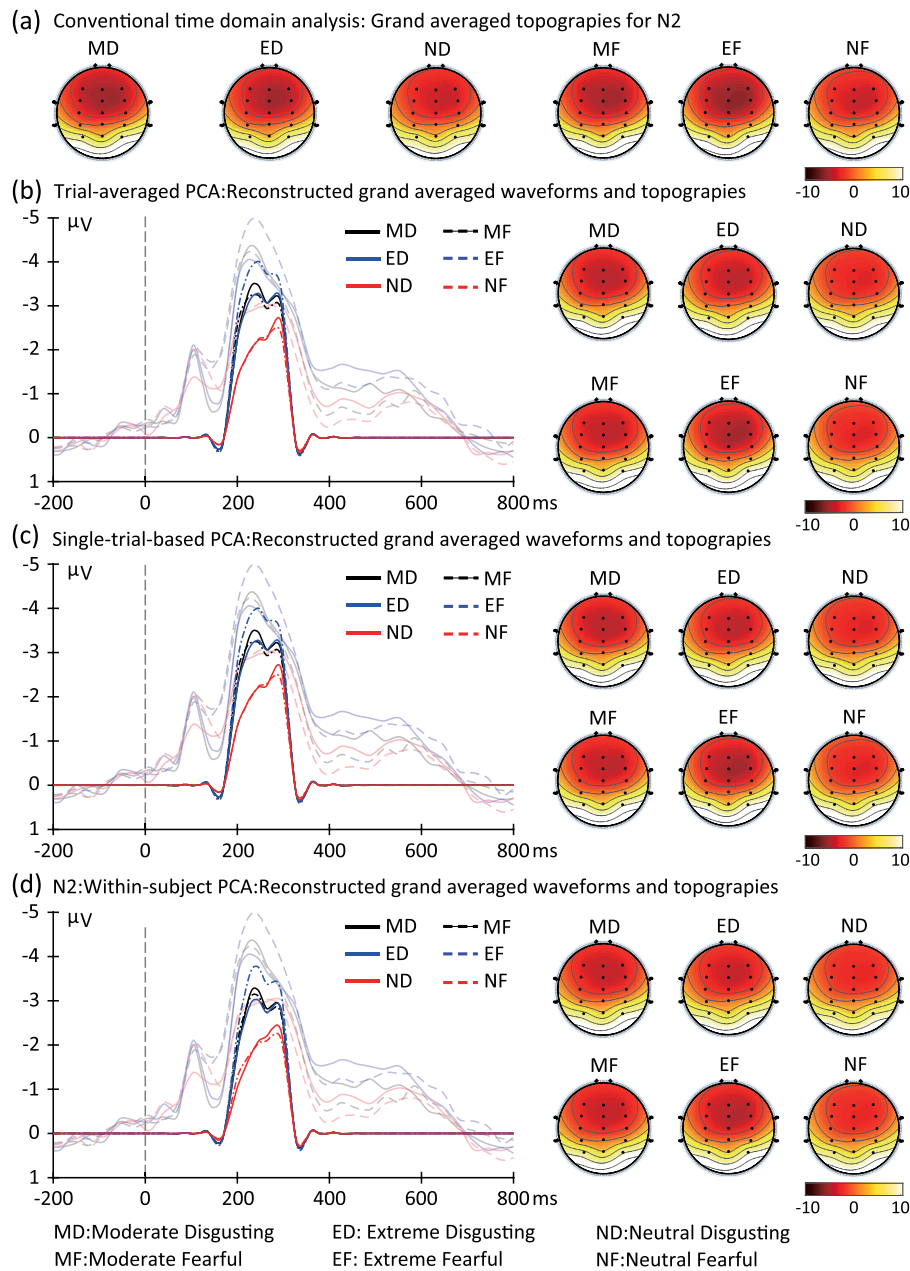 (a) Conventional time domain analysis: Grand averaged topograpies for N2
MD ED ND MF EF NF
-10 0 10
(b) Trial-averaged PCA:Reconstructed grand averaged waveforms and topograpies
-5 μV
-4
-3
-2
-1
0
1
MD MF
ED EF
ND NF
-200 0 200 400 600 800 ms
MD ED ND
MF EF NF
-10 0 10
(c) Single-trial-based PCA:Reconstructed grand averaged waveforms and topograpies
-5 μV
-4
-3
-2
-1
0
1
MD MF
ED EF
ND NF
-200 0 200 400 600 800 ms
MD ED ND
MF EF NF
-10 0 10
(d) N2:Within-subject PCA:Reconstructed grand averaged waveforms and topograpies
-5 μV
-4
-3
-2
-1
0
1
MD MF
ED EF
ND NF
-200 0 200 400 600 800 ms
MD ED ND
MF EF NF
-10 0 10
MD:Moderate Disgusting ED: Extreme Disgusting ND:Neutral Disgusting
MF:Moderate Fearful EF: Extreme Fearful NF:Neutral Fearful